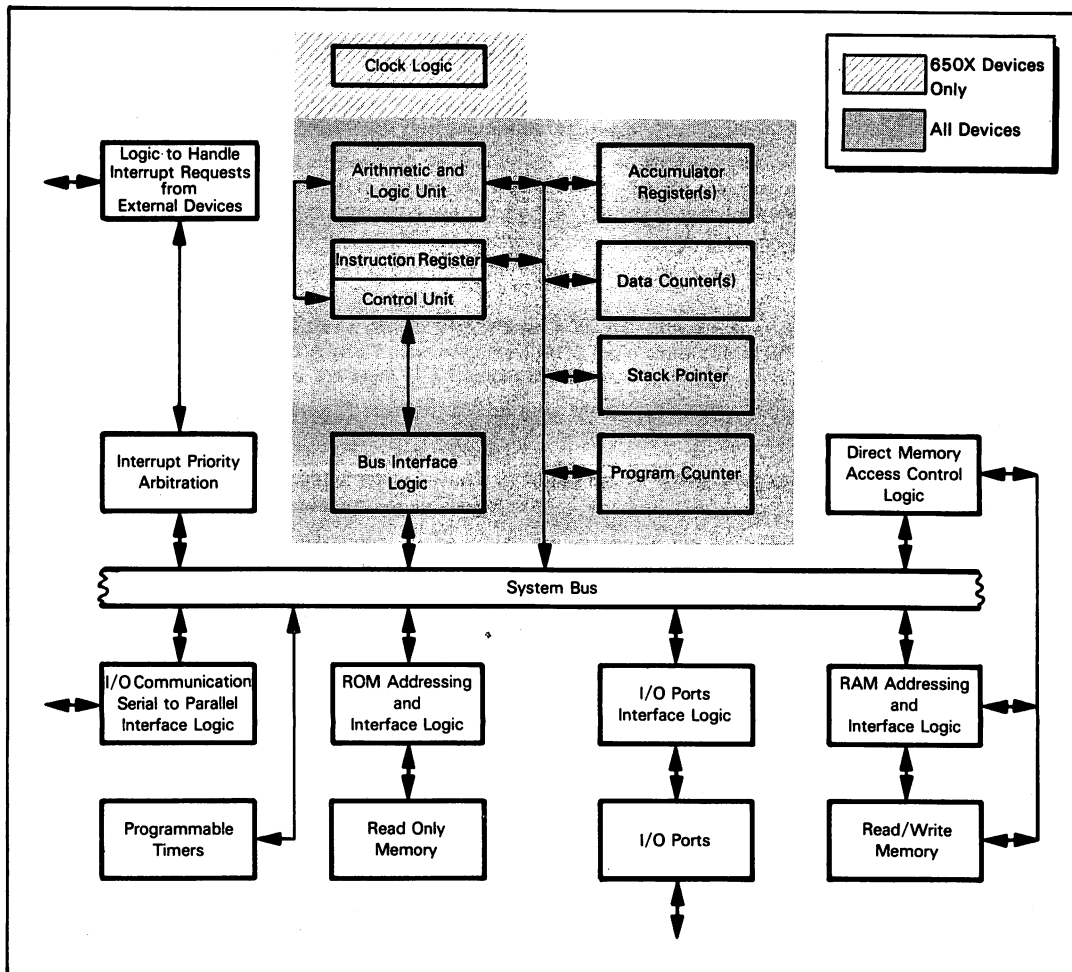 Clock Logic
650X Devices
Only
All Devices
Logic to Handle
Interrupt Requests
from
External Devices
Arithmetic and
Logic Unit
Accumulator
Register(s)
Instruction Register
Control Unit
Data Counter(s)
Stack Pointer
Interrupt Priority
Arbitration
Bus Interface
Logic
Program Counter
Direct Memory
Access Control
Logic
System Bus
I/O Communication
Serial to Parallel
Interface Logic
ROM Addressing
and
Interface Logic
I/O Ports
Interface Logic
RAM Addressing
and
Interface Logic
Programmable
Timers
Read Only
Memory
I/O Ports
Read/Write
Memory